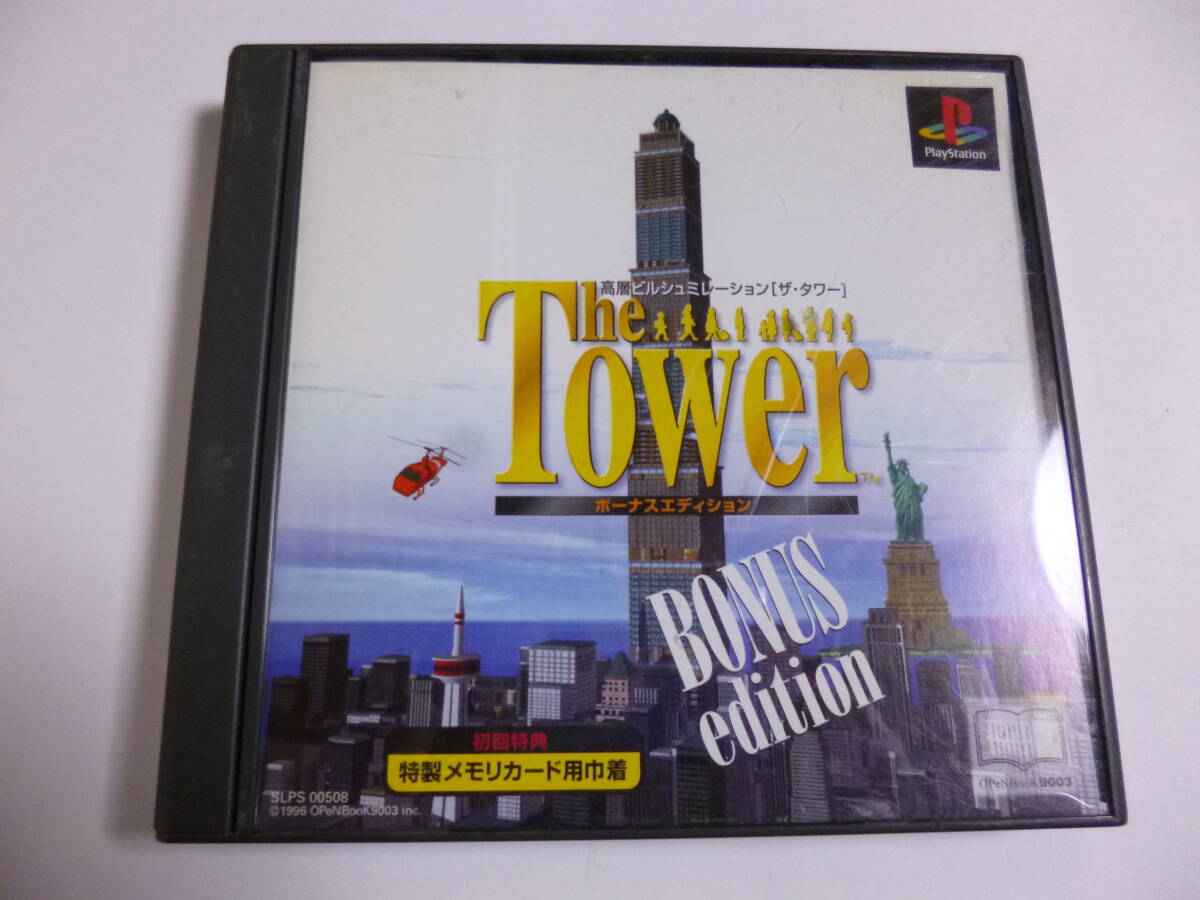 PlayStation
高層ビルシュミレーション[ザ・タワー]
The
Tower
TM
ボーナスエディション
BONUS
edition
初回特典
特製メモリカード用巾着
SLPS 00508
©1996 OPeNBooK9003 inc.
OPeNBooK9003